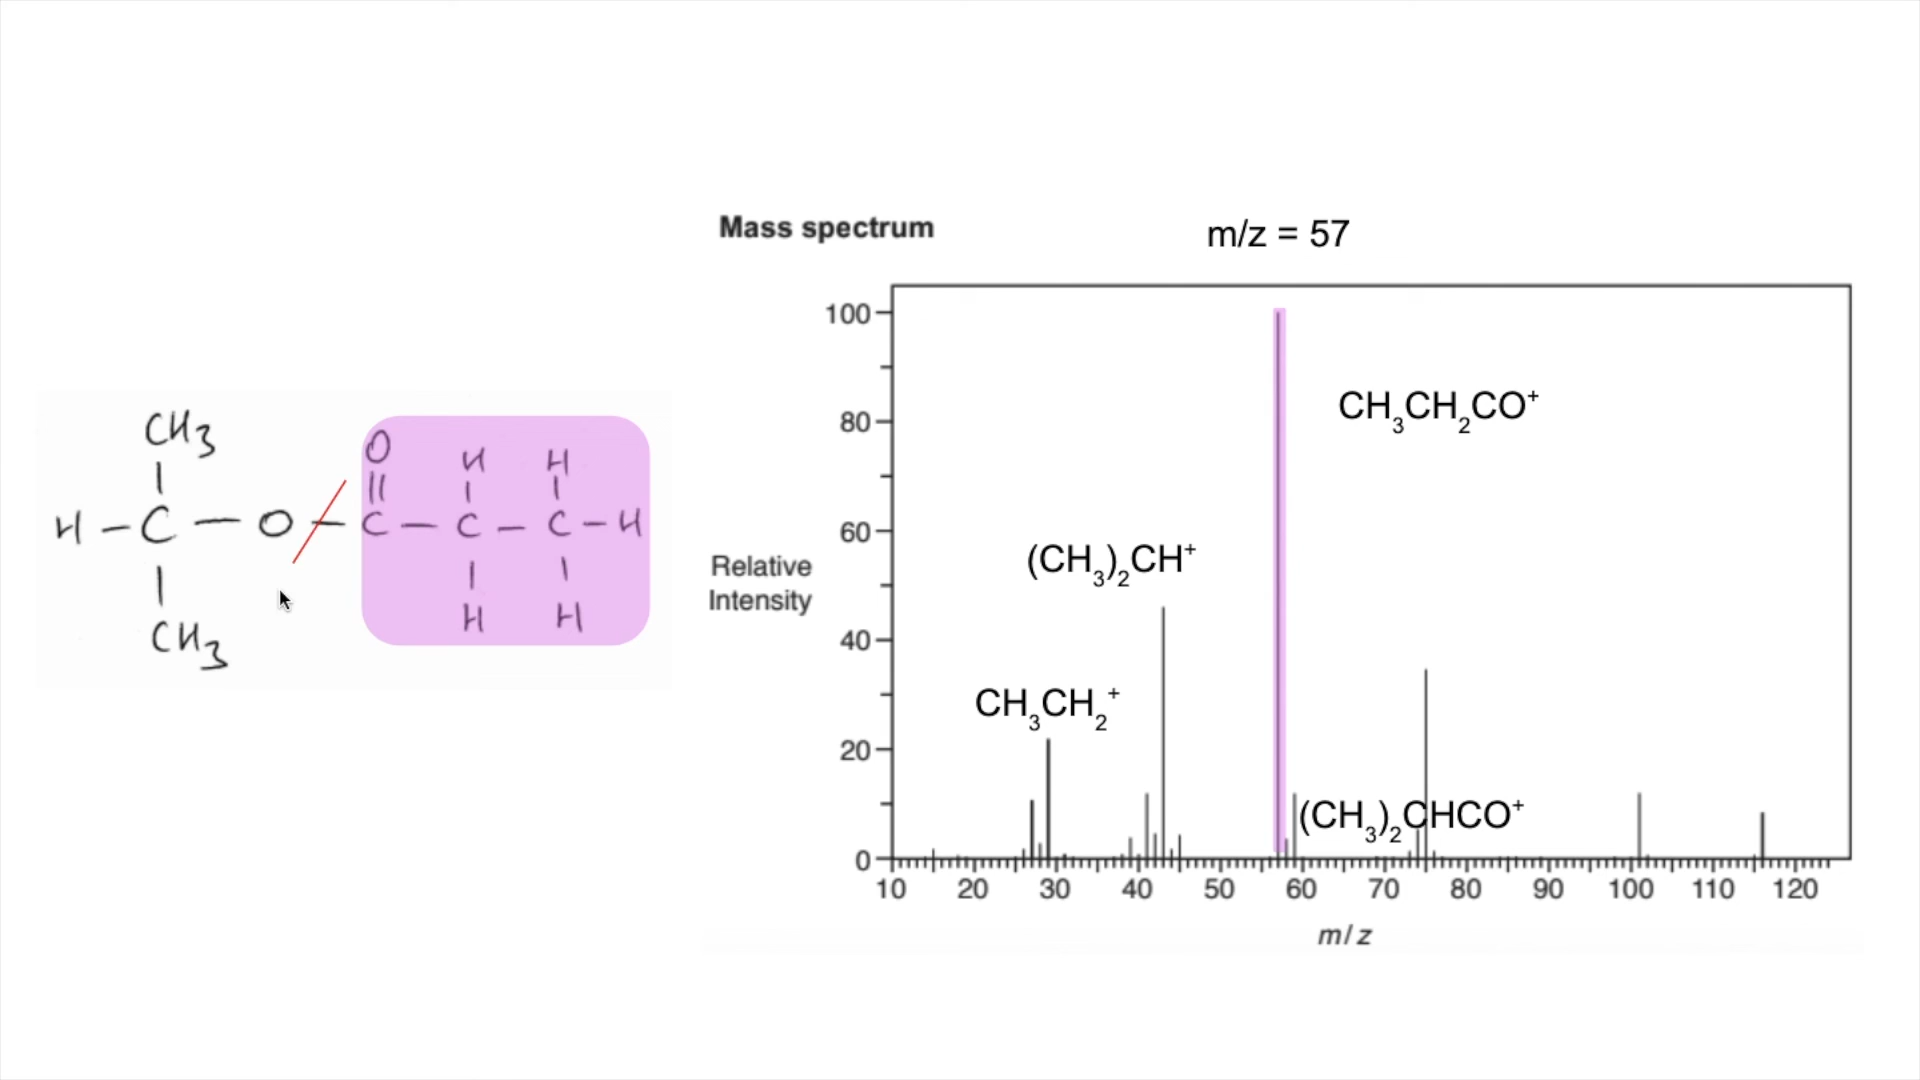 Mass spectrum
m/z = 57
CH3
H - C - O - C - C - C - H
O
H H
H H
CH3
Relative
Intensity
100
80
60
40
20
0
CH₃CH₂CO⁺
(CH₃)₂CH⁺
CH₃CH₂⁺
(CH₃)₂CHCO⁺
10 20 30 40 50 60 70 80 90 100 110 120
m/z